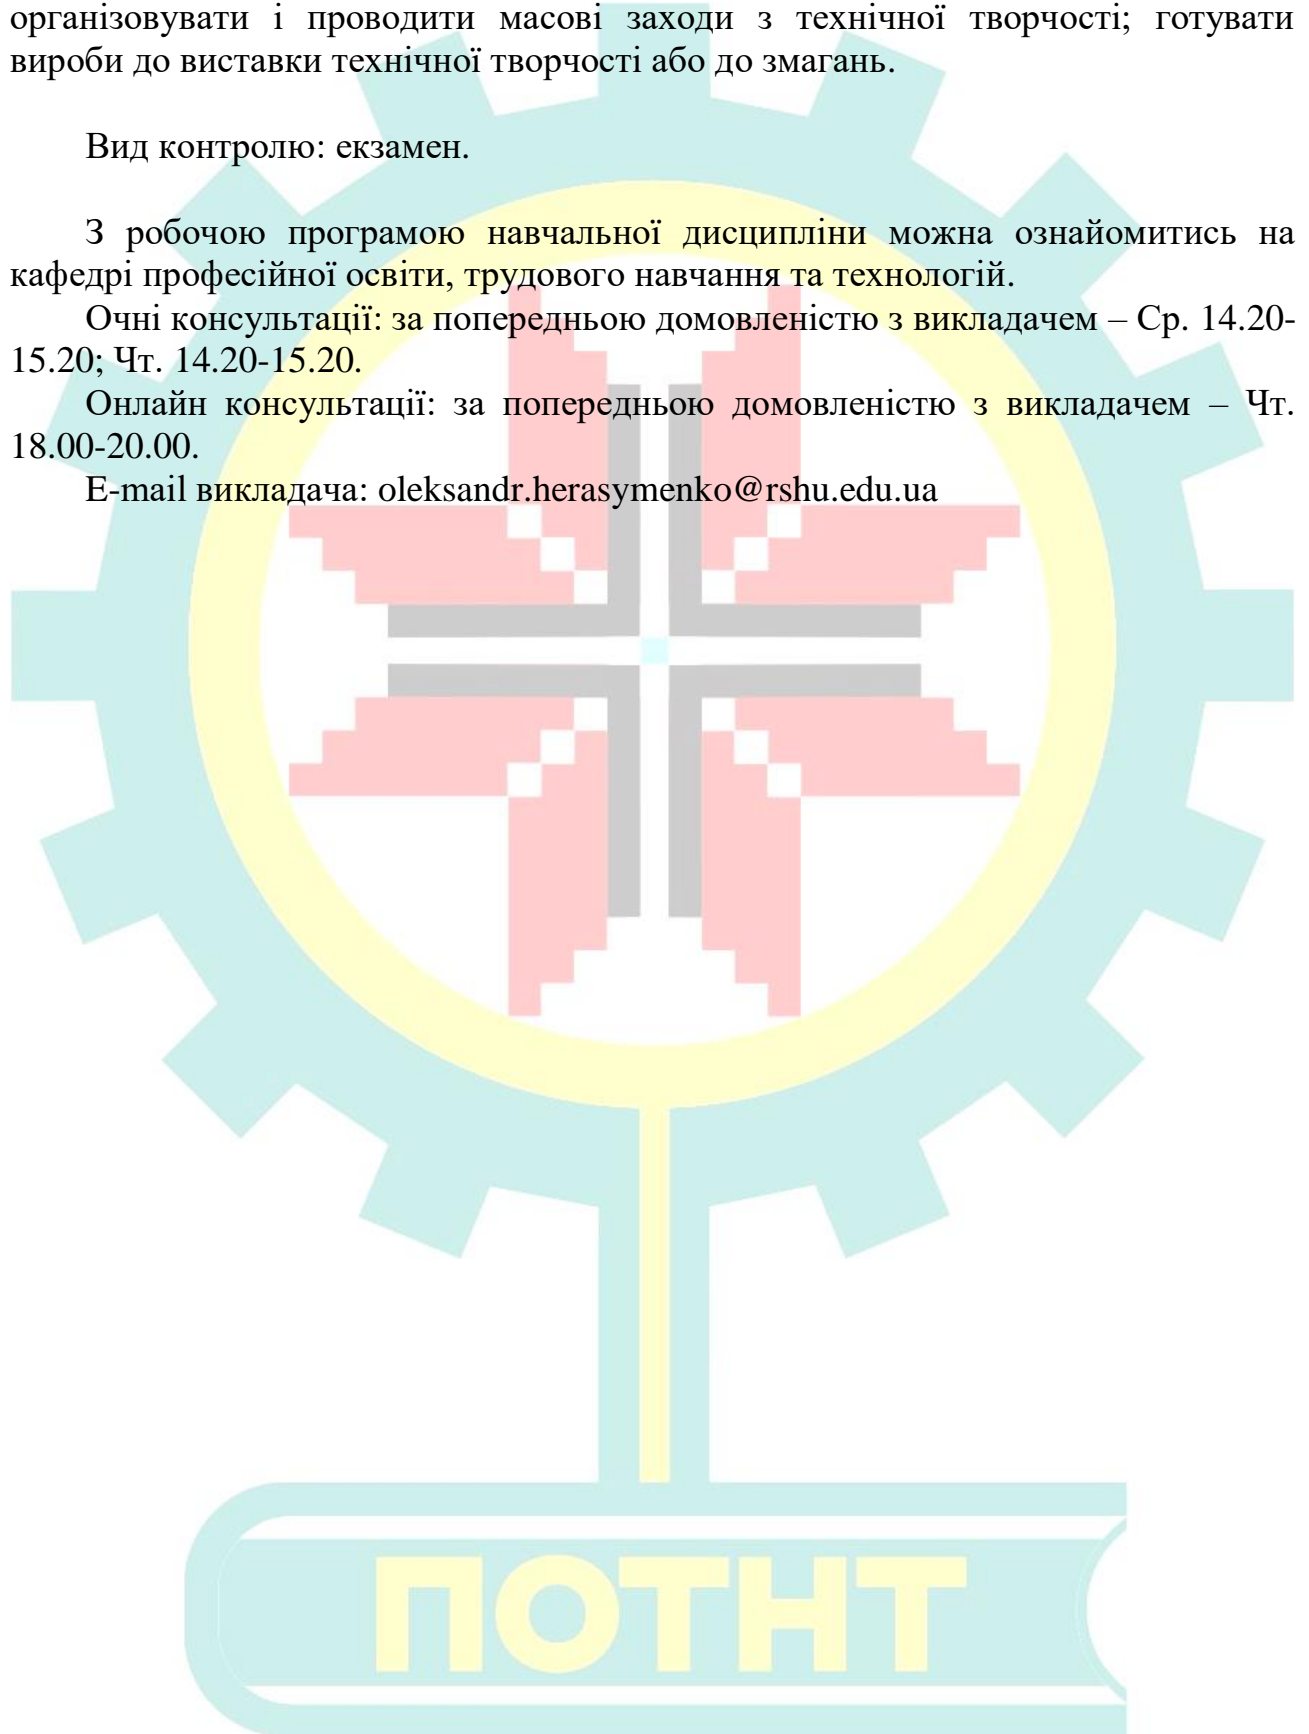 організовувати і проводити масові заходи з технічної творчості; готувати
вироби до виставки технічної творчості або до змагань.
Вид контролю: екзамен.
З робочою програмою навчальної дисципліни можна ознайомитись на
кафедрі професійної освіти, трудового навчання та технологій.
Очні консультації: за попередньою домовленістю з викладачем – Ср. 14.20-
15.20; Чт. 14.20-15.20.
Онлайн консультації: за попередньою домовленістю з викладачем – Чт.
18.00-20.00.
E-mail викладача: oleksandr.herasymenko@rshu.edu.ua
ПОТНТ